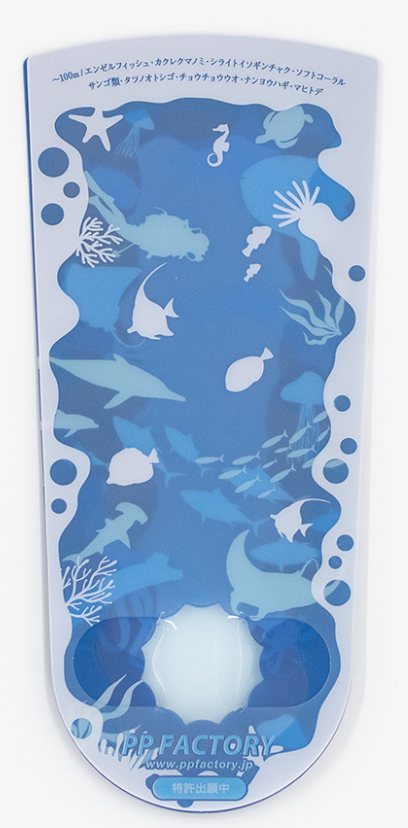 ～100m / エンゼルフィッシュ・カクレクマノミ・シライトイソギンチャク・ソフトコーラル
サンゴ類・タツノオトシゴ・チョウチョウウオ・ナンヨウハギ・マヒトデ
PP FACTORY
www.ppfactory.jp
特許出願中